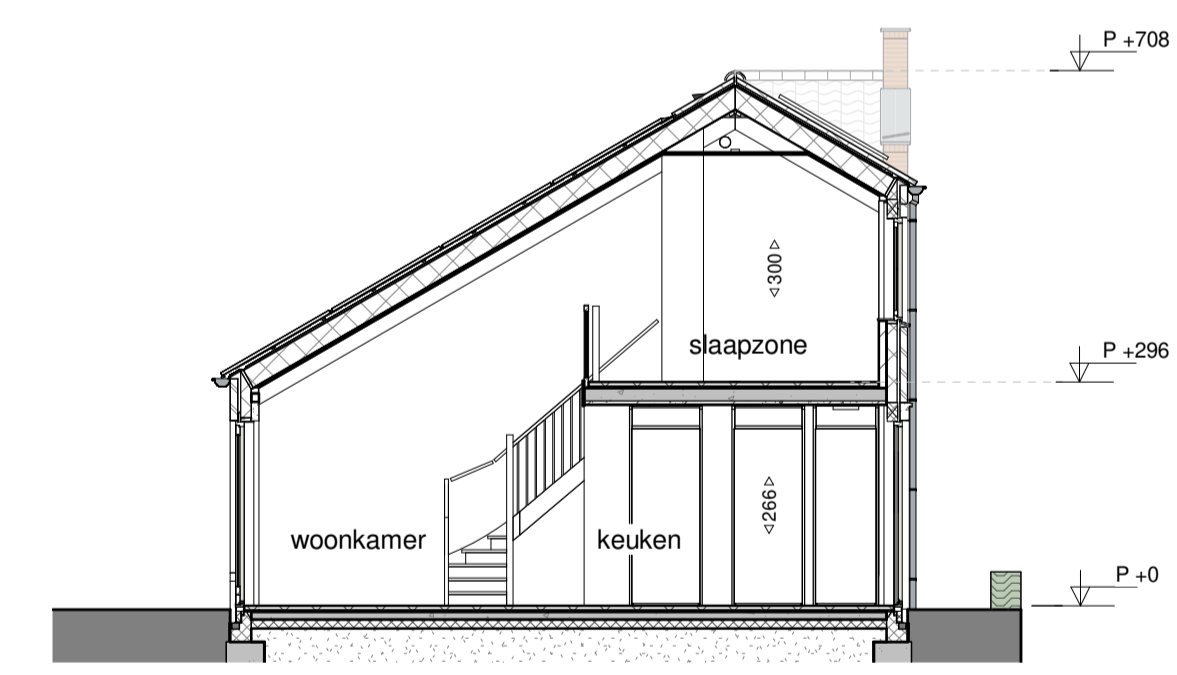 P +708
◁300▷
slaapzone
P +296
◁266▷
woonkamer
keuken
P +0